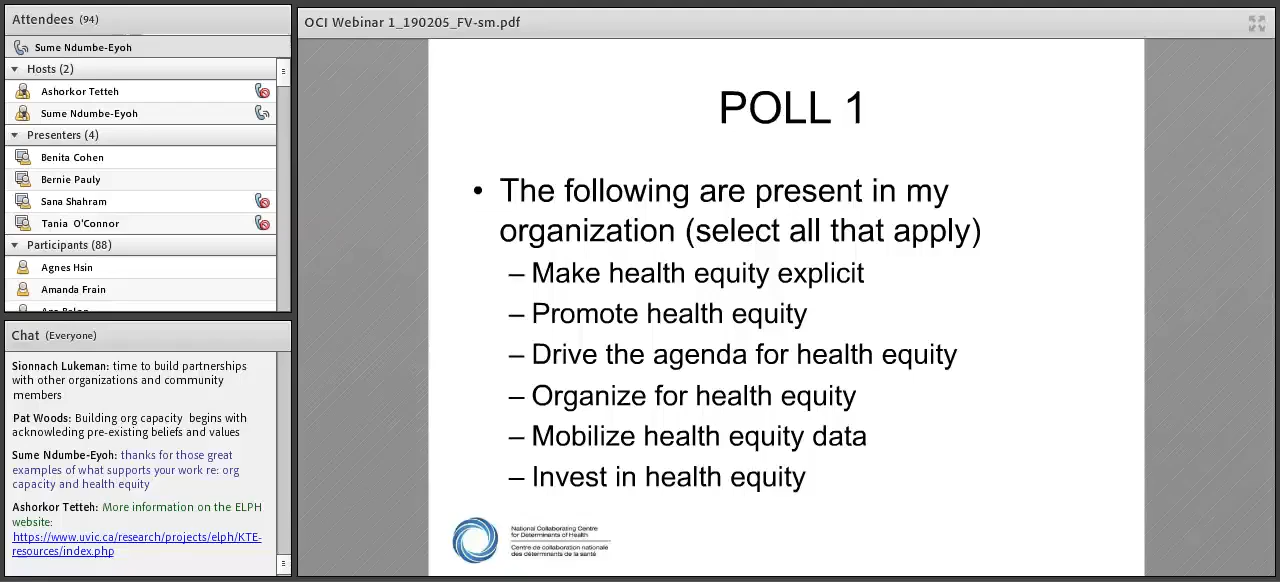 Attendees (94)
Sume Ndumbe-Eyoh
Hosts (2)
Ashorkor Tetteh
Sume Ndumbe-Eyoh
Presenters (4)
Benita Cohen
Bernie Pauly
Sana Shahram
Tania O'Connor
Participants (88)
Agnes Hsin
Amanda Frain
Chat (Everyone)
Sionnach Lukeman: time to build partnerships
with other organizations and community
members
Pat Woods: Building org capacity begins with
acknowleding pre-existing beliefs and values
Sume Ndumbe-Eyoh: thanks for those great
examples of what supports your work re: org
capacity and health equity
Ashorkor Tetteh: More information on the ELPH
website:
https://www.uvic.ca/research/projects/elph/KTE-
resources/index.php
OCI Webinar 1_190205_FV-sm.pdf
POLL 1
• The following are present in my
organization (select all that apply)
– Make health equity explicit
– Promote health equity
– Drive the agenda for health equity
– Organize for health equity
– Mobilize health equity data
– Invest in health equity
National Collaborating Centre
for Determinants of Health
Centre de collaboration nationale
des déterminants de la santé